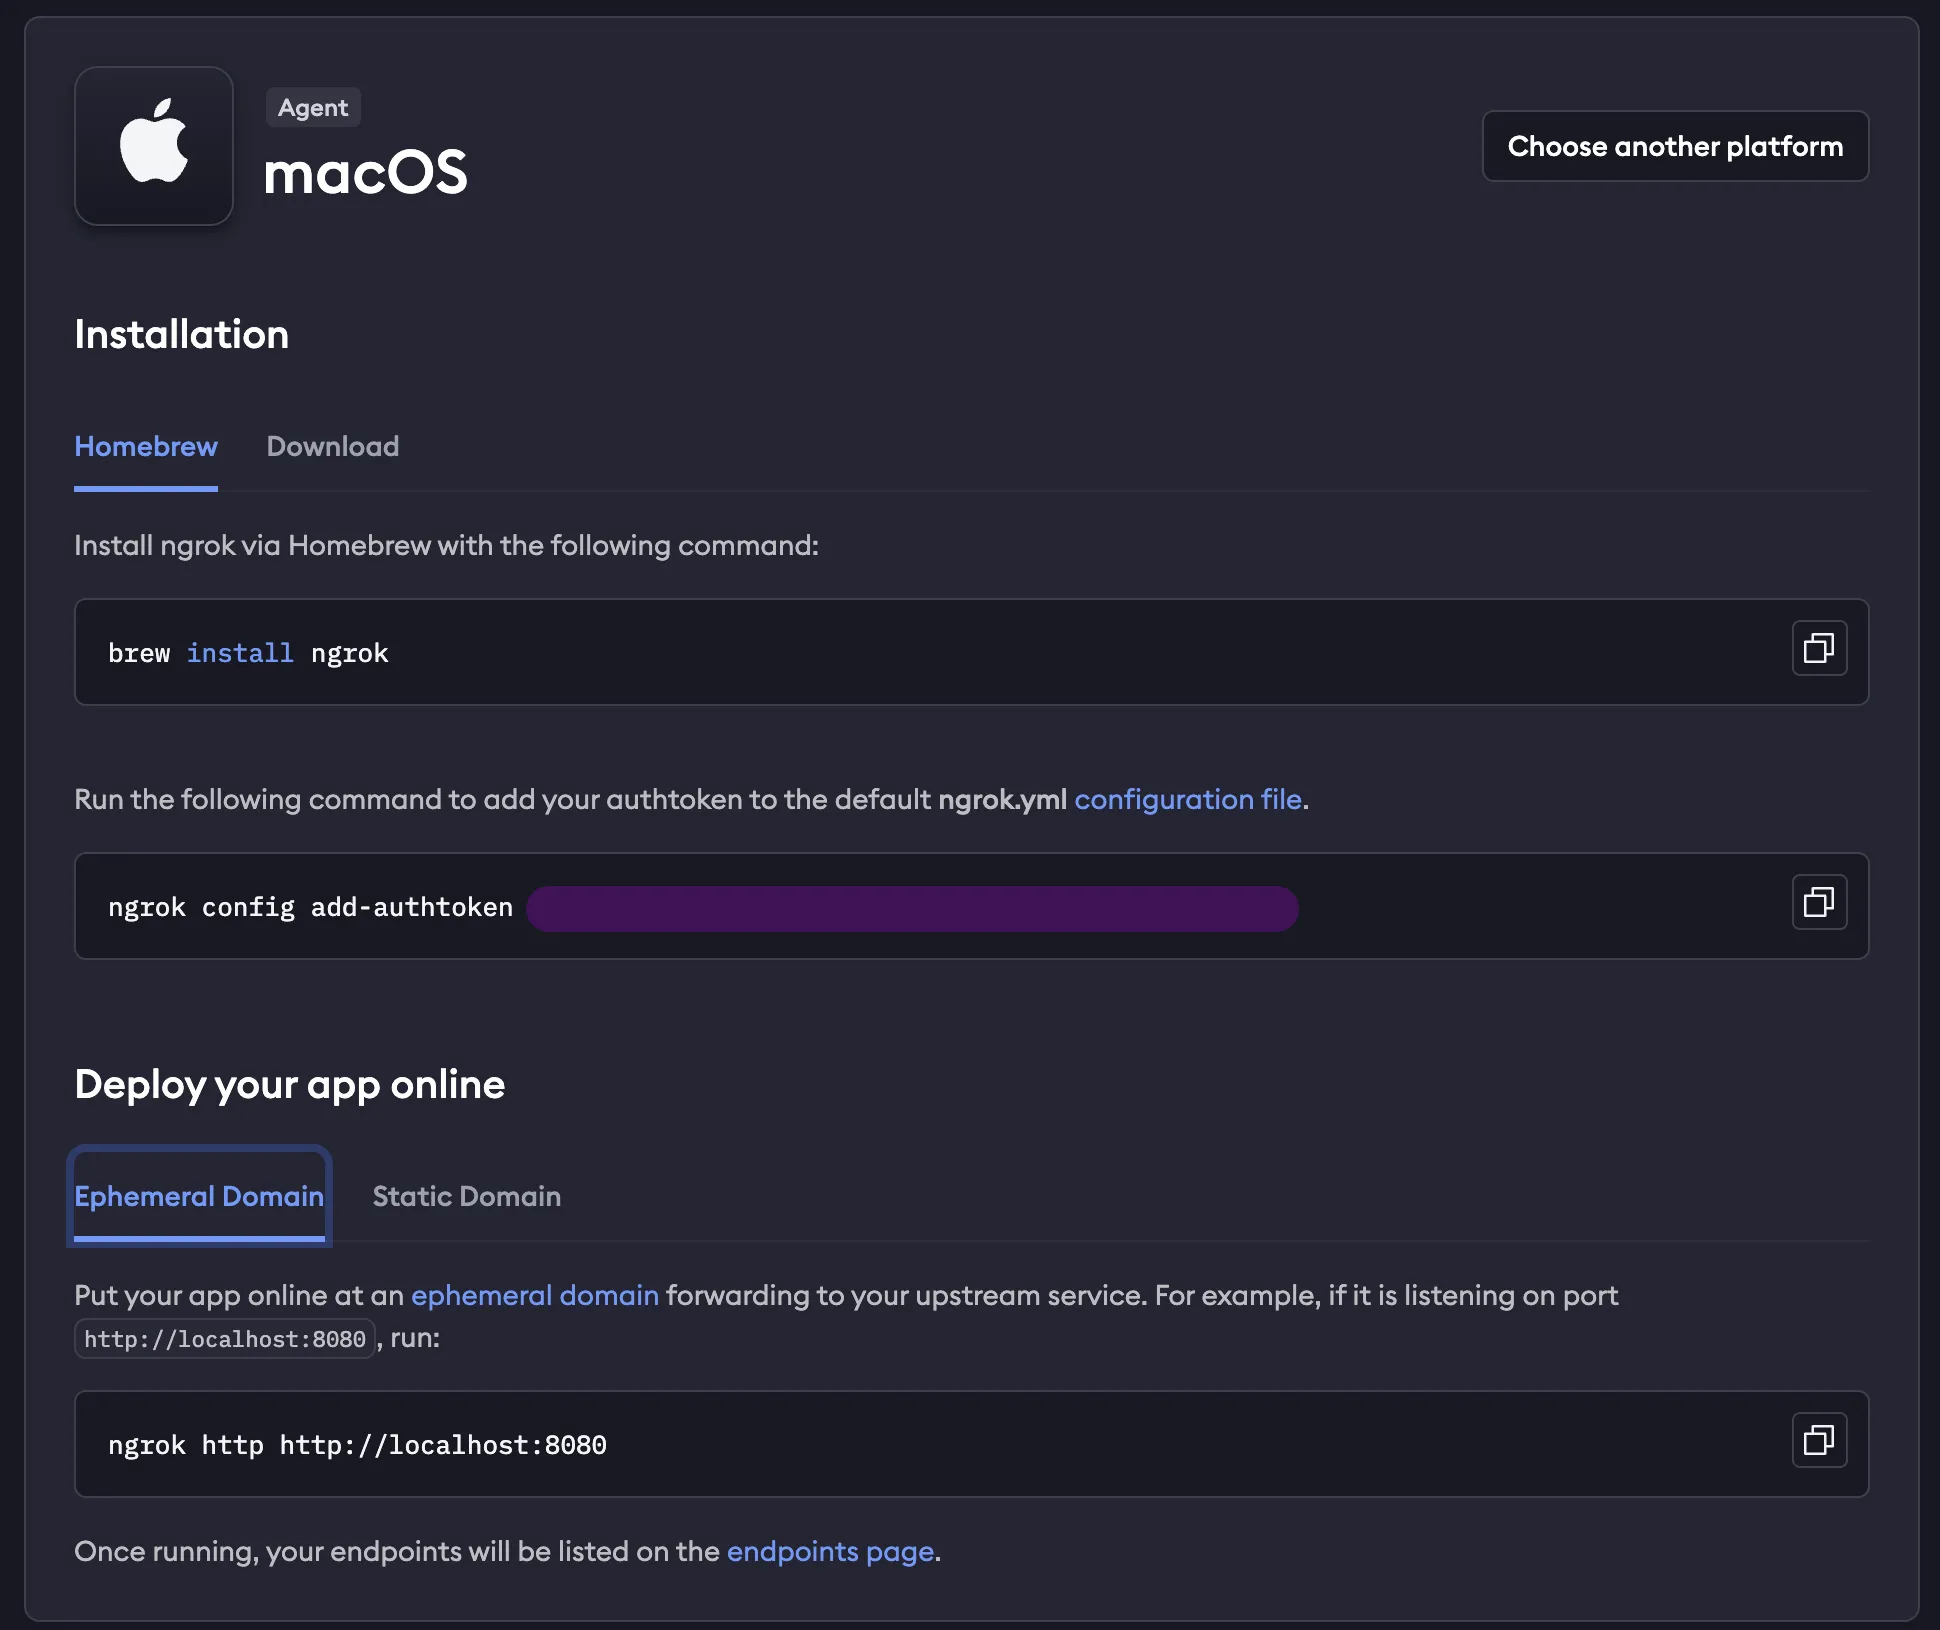 Agent
macOS
Choose another platform
Installation
Homebrew Download
Install ngrok via Homebrew with the following command:
brew install ngrok
Run the following command to add your authtoken to the default ngrok.yml configuration file.
ngrok config add-authtoken
Deploy your app online
Ephemeral Domain Static Domain
Put your app online at an ephemeral domain forwarding to your upstream service. For example, if it is listening on port
http://localhost:8080, run:
ngrok http http://localhost:8080
Once running, your endpoints will be listed on the endpoints page.